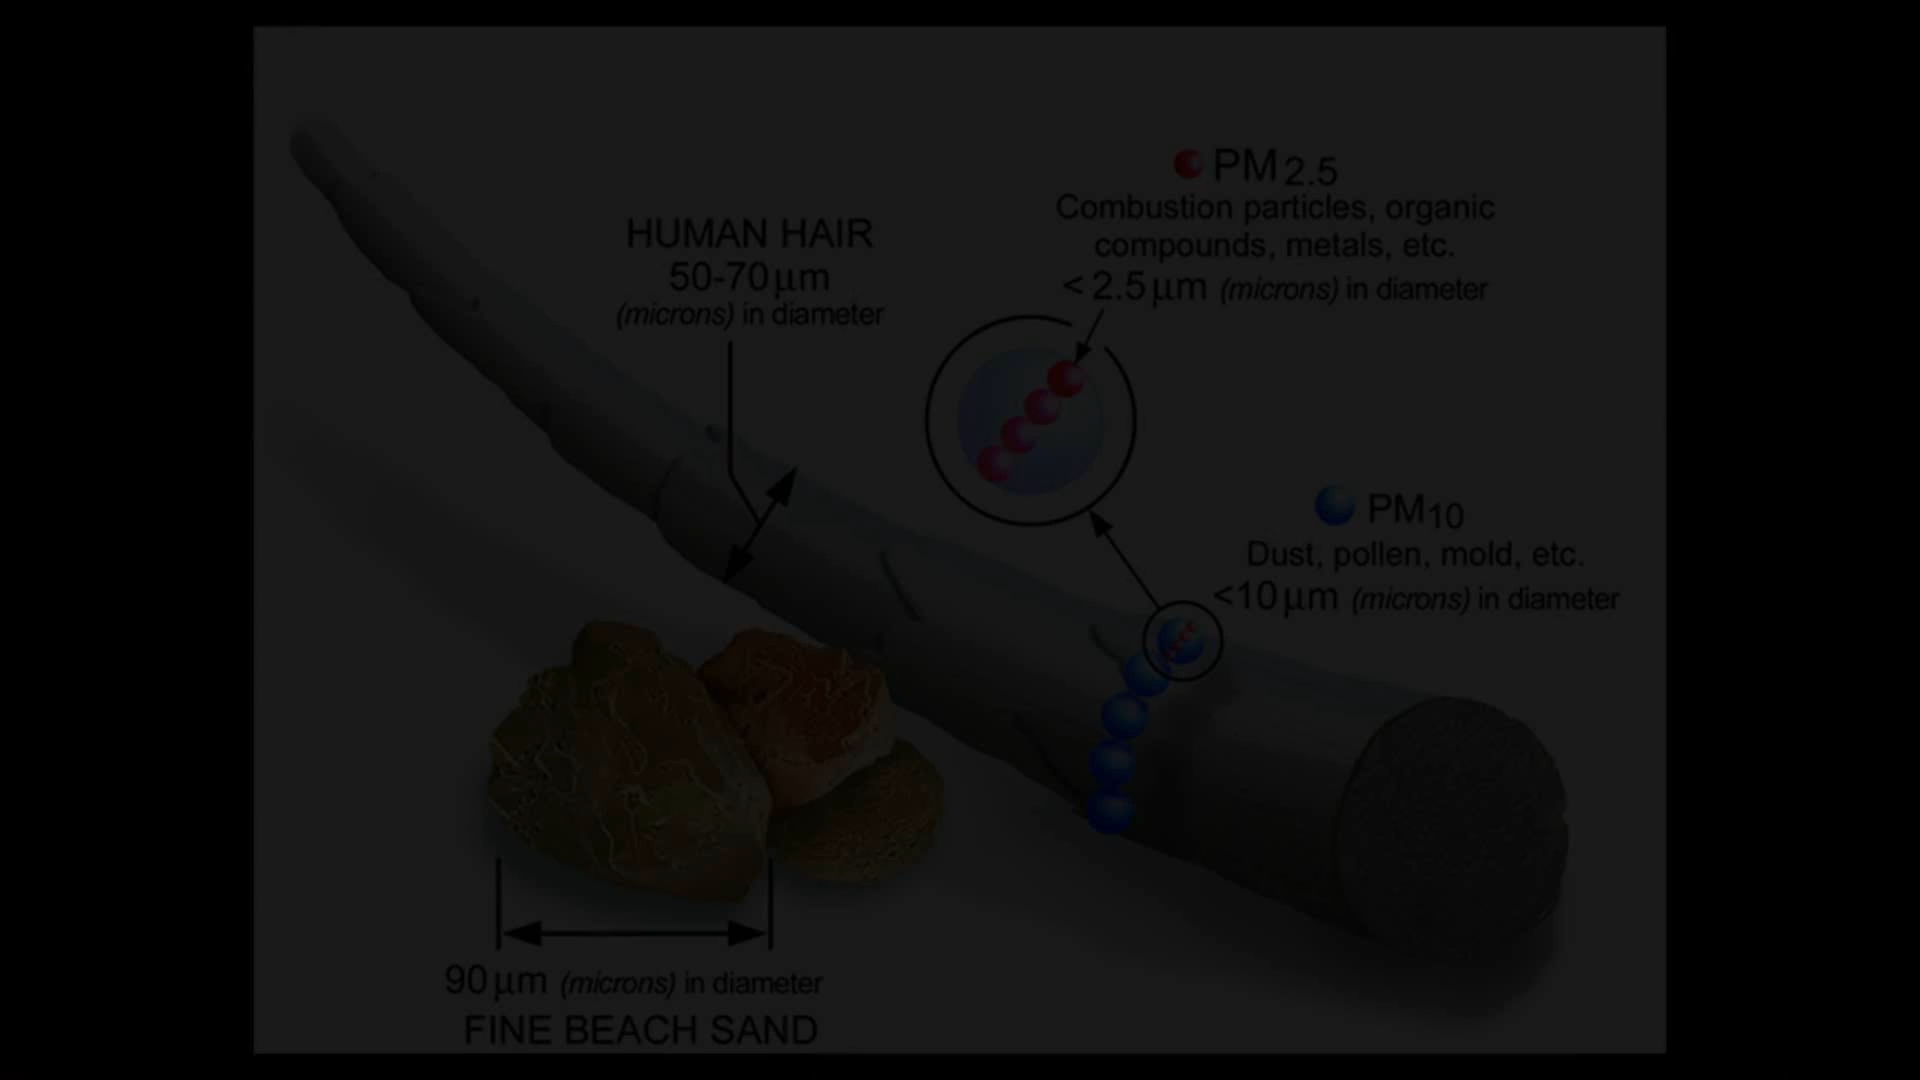 PM2.5
Combustion particles, organic
compounds, metals, etc.
< 2.5 µm (microns) in diameter
HUMAN HAIR
50-70 µm
(microns) in diameter
PM10
Dust, pollen, mold, etc.
<10 µm (microns) in diameter
90 µm (microns) in diameter
FINE BEACH SAND